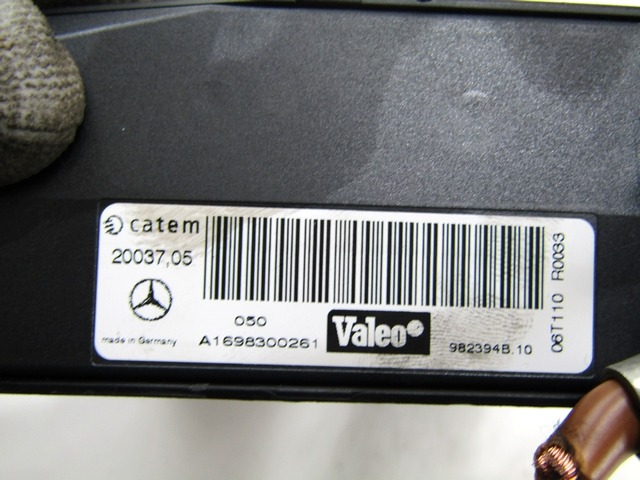 catem
20037,05
050
made in Germany
A1698300261
Valeo
982394B.10
06T110 R0033